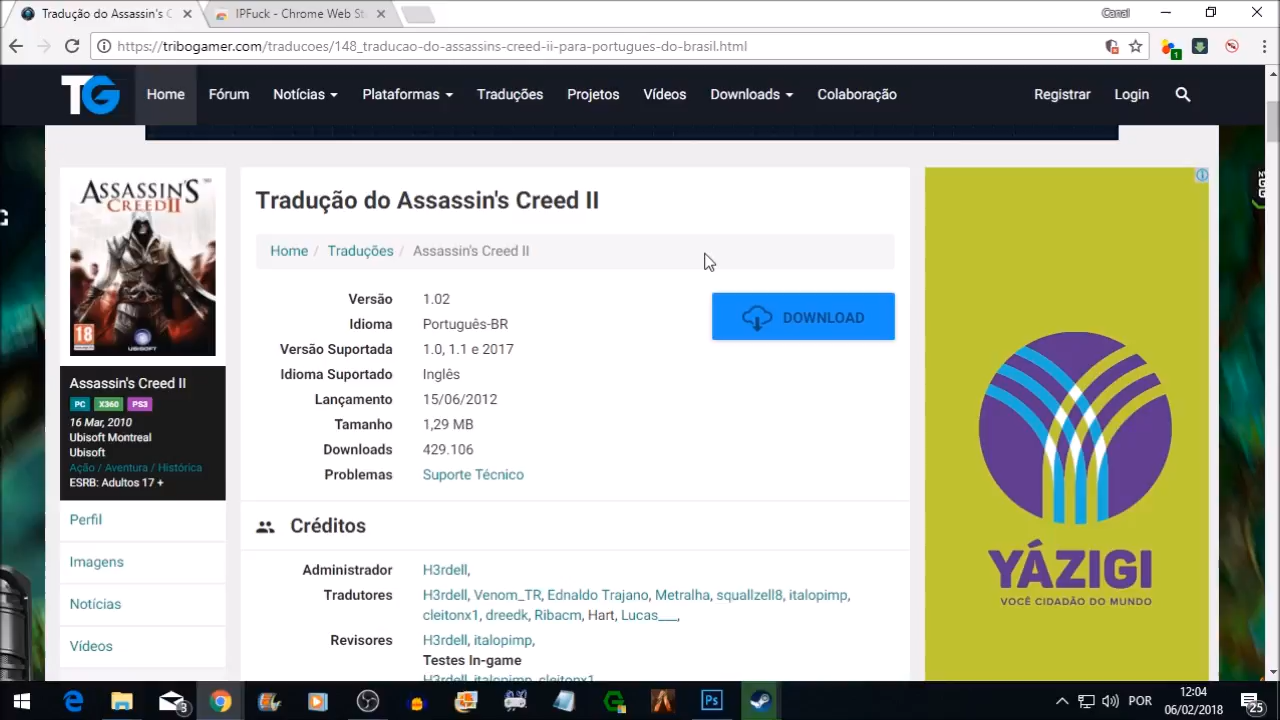 Tradução do Assassin's C
IPFuck - Chrome Web St
Canal
https://tribogamer.com/traducoes/148_traducao-do-assassins-creed-ii-para-portugues-do-brasil.html
1
TG
Home
Fórum
Notícias
Plataformas
Traduções
Projetos
Vídeos
Downloads
Colaboração
Registrar
Login
ASSASSIN'S
CREED II
18
UBISOFT
Tradução do Assassin's Creed II
Home / Traduções / Assassin's Creed II
Versão 1.02
Idioma Português-BR
Versão Suportada 1.0, 1.1 e 2017
Idioma Suportado Inglês
Lançamento 15/06/2012
Tamanho 1,29 MB
Downloads 429.106
Problemas Suporte Técnico
DOWNLOAD
Assassin's Creed II
PC X360 PS3
16 Mar, 2010
Ubisoft Montreal
Ubisoft
Ação / Aventura / Histórica
ESRB: Adultos 17 +
Perfil
Imagens
Notícias
Vídeos
Créditos
Administrador H3rdell,
Tradutores H3rdell, Venom_TR, Ednaldo Trajano, Metralha, squallzell8, italopimp,
cleitonx1, dreedk, Ribacm, Hart, Lucas___,
Revisores H3rdell, italopimp,
Testes In-game
H3rdell, italopimp, cleitonx1
YÁZIGI
VOCÊ CIDADÃO DO MUNDO
3
Ps
POR
12:04
06/02/2018
25